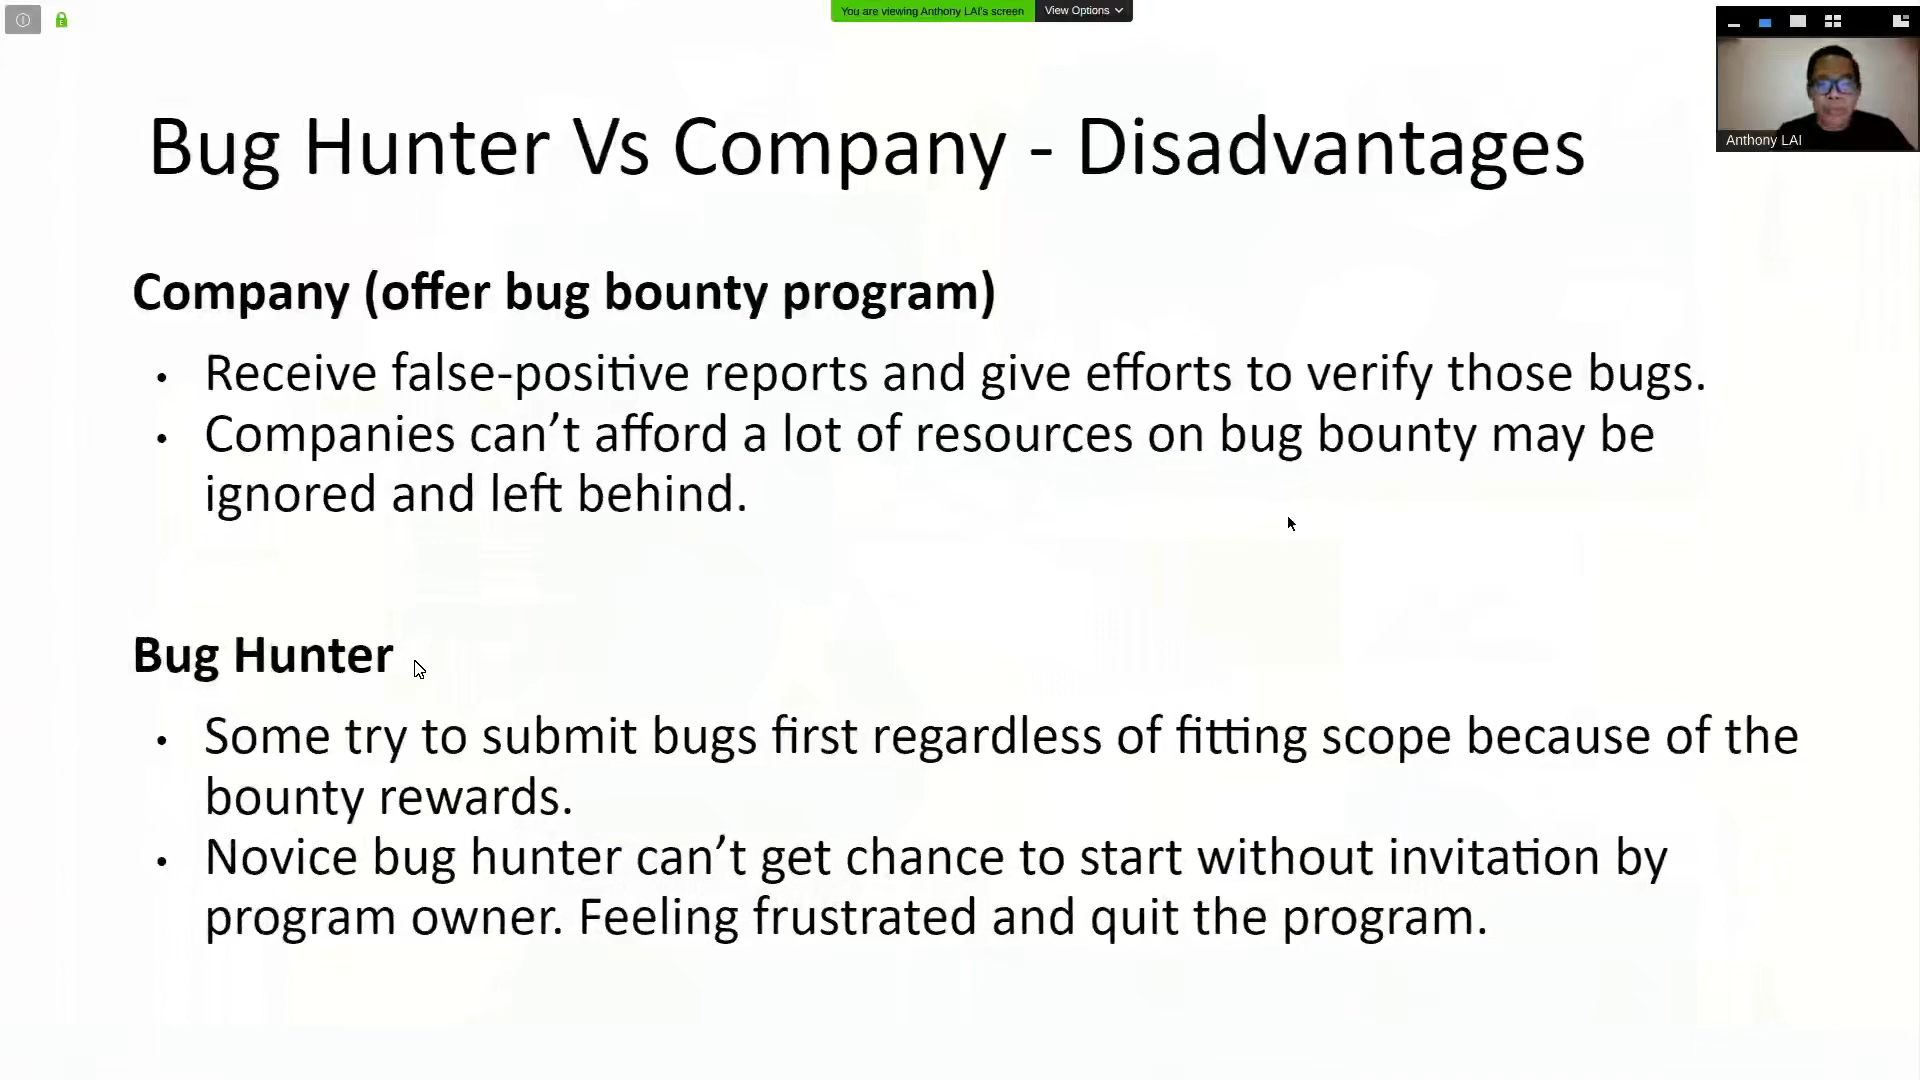 You are viewing Anthony LAI's screen
View Options
Anthony LAI
Bug Hunter Vs Company - Disadvantages
Company (offer bug bounty program)
• Receive false-positive reports and give efforts to verify those bugs.
• Companies can’t afford a lot of resources on bug bounty may be
ignored and left behind.
Bug Hunter
• Some try to submit bugs first regardless of fitting scope because of the
bounty rewards.
• Novice bug hunter can’t get chance to start without invitation by
program owner. Feeling frustrated and quit the program.